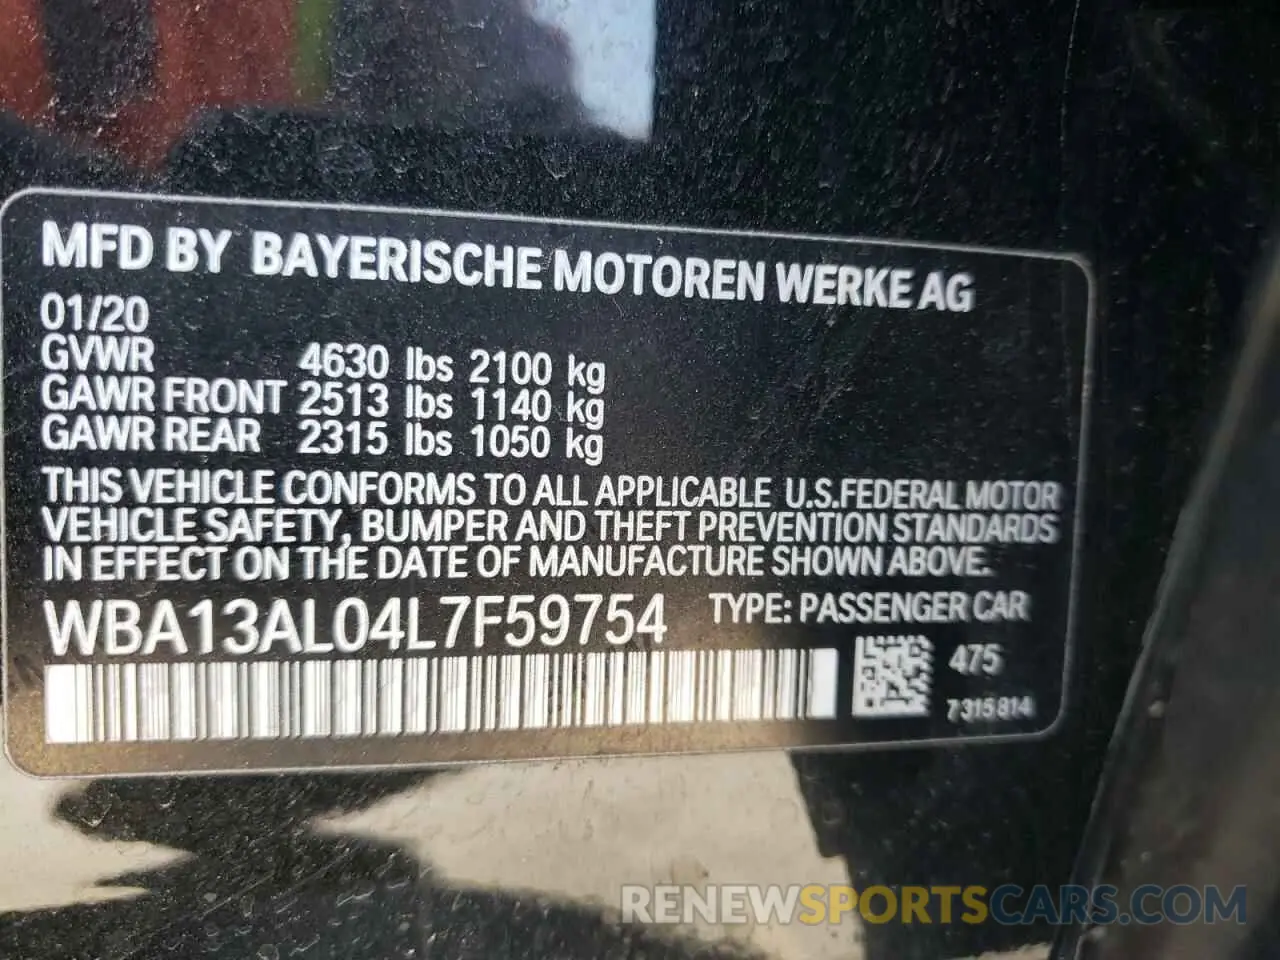 MFD BY BAYERISCHE MOTOREN WERKE AG
01/20
GVWR 4630 lbs 2100 kg
GAWR FRONT 2513 lbs 1140 kg
GAWR REAR 2315 lbs 1050 kg
THIS VEHICLE CONFORMS TO ALL APPLICABLE U.S.FEDERAL MOTOR
VEHICLE SAFETY, BUMPER AND THEFT PREVENTION STANDARDS
IN EFFECT ON THE DATE OF MANUFACTURE SHOWN ABOVE.
WBA13AL04L7F59754 TYPE: PASSENGER CAR
475
7315814
RENEWSPORTSCARS.COM